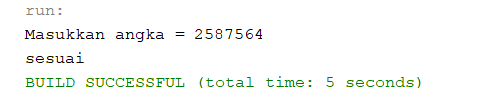 run:
Masukkan angka = 2587564
sesuai
BUILD SUCCESSFUL (total time: 5 seconds)